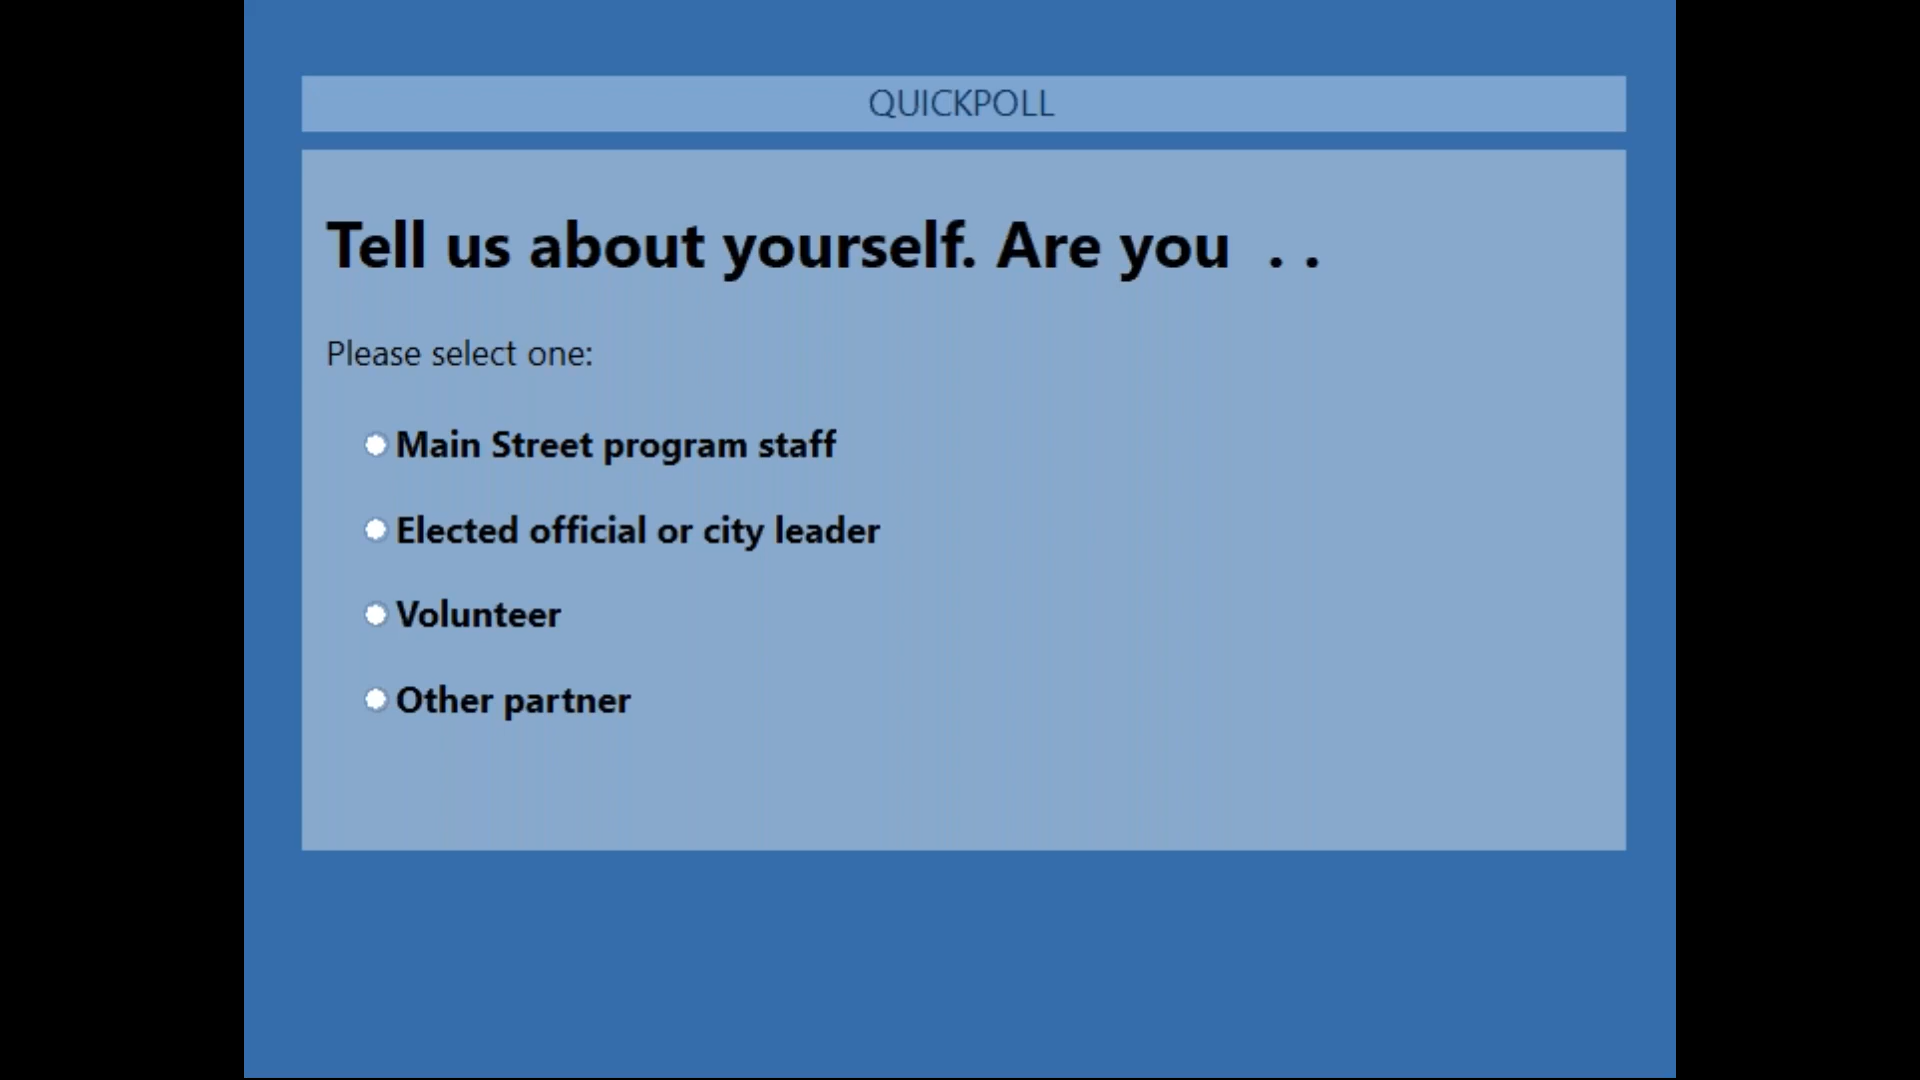 QUICKPOLL
Tell us about yourself. Are you  . .
Please select one:
Main Street program staff
Elected official or city leader
Volunteer
Other partner